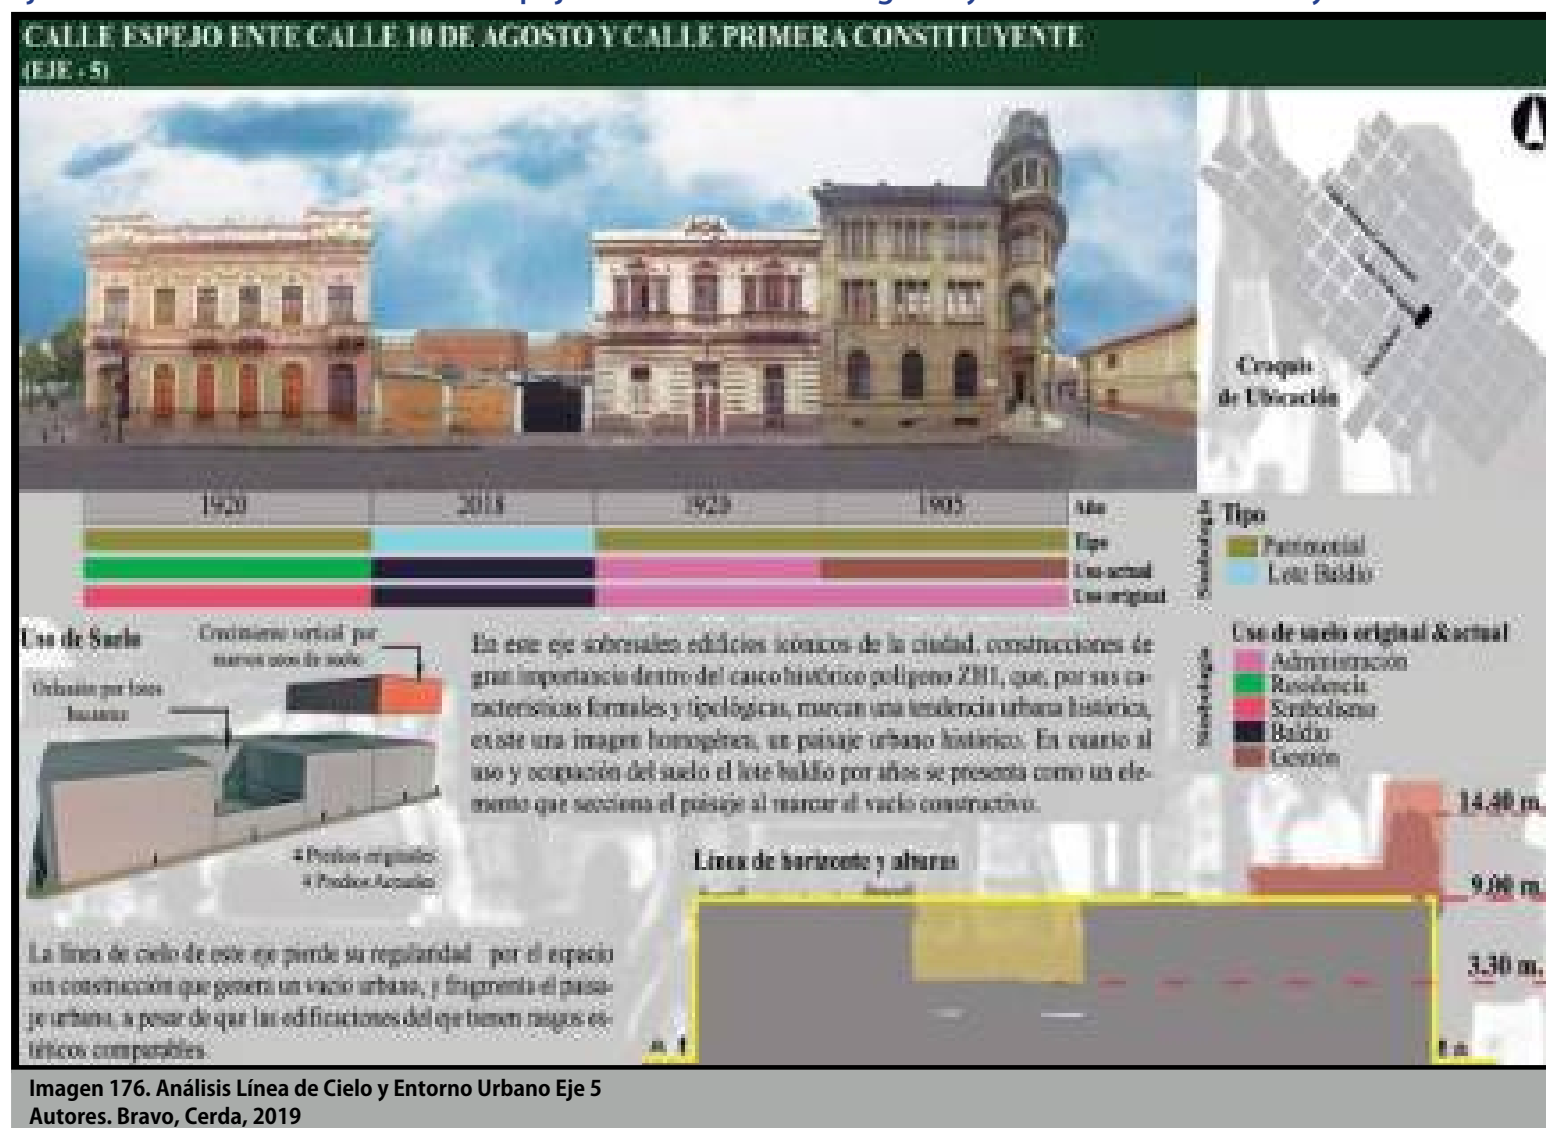 CALLE ESPEJO ENTE CALLE 10 DE AGOSTO Y CALLE PRIMERA CONSTITUYENTE
(EJE - 5)
Croquis
de Ubicación
1920 2018 1920 1905 Año
Tipo
Uso actual
Uso original
Simbología
Tipo
Patrimonial
Lote Baldío
Simbología
Uso de suelo original &actual
Administración
Residencia
Simbolismo
Baldío
Gestión
Uso de Suelo
Crecimiento vertical por
nuevos usos de suelo
por lotes
4 Predios originales
4 Predios Actuales
En este eje sobresalen edificios icónicos de la ciudad, construcciones de
gran importancia dentro del casco histórico polígono ZH1, que, por sus ca-
racterísticas formales y tipológicas, marcan una tendencia urbana histórica,
existe una imagen homogénea, un paisaje urbano histórico. En cuanto al
uso y ocupación del suelo el lote baldío por años se presenta como un ele-
mento que secciona el paisaje al marcar el vacío constructivo.
Línea de horizonte y alturas
14.40 m.
9.00 m.
3.30 m.
La línea de cielo de este eje pierde su regularidad por el espacio
sin construcción que genera un vacío urbano, y fragmenta el paisa-
je urbano, a pesar de que las edificaciones del eje tienen rasgos es-
téticos comparables.
Imagen 176. Análisis Línea de Cielo y Entorno Urbano Eje 5
Autores. Bravo, Cerda, 2019